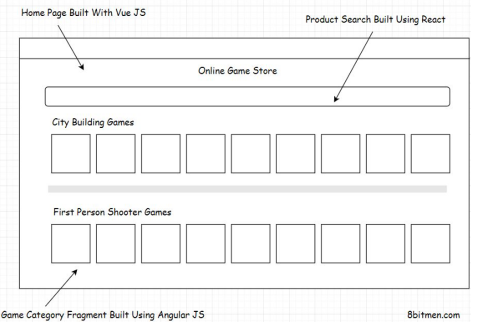 Home Page Built With Vue JS
Product Search Built Using React
Online Game Store
City Building Games
First Person Shooter Games
Game Category Fragment Built Using Angular JS
8bitmen.com